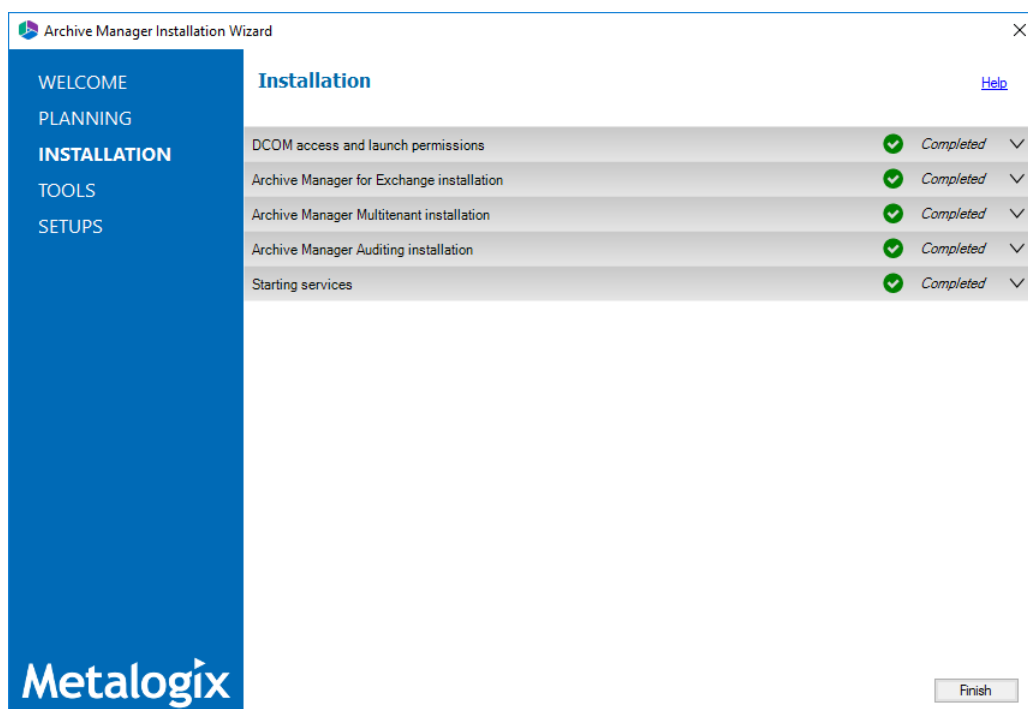 Archive Manager Installation Wizard
WELCOME
PLANNING
INSTALLATION
TOOLS
SETUPS
Metalogix
Installation
Help
DCOM access and launch permissions Completed
Archive Manager for Exchange installation Completed
Archive Manager Multitenant installation Completed
Archive Manager Auditing installation Completed
Starting services Completed
Finish